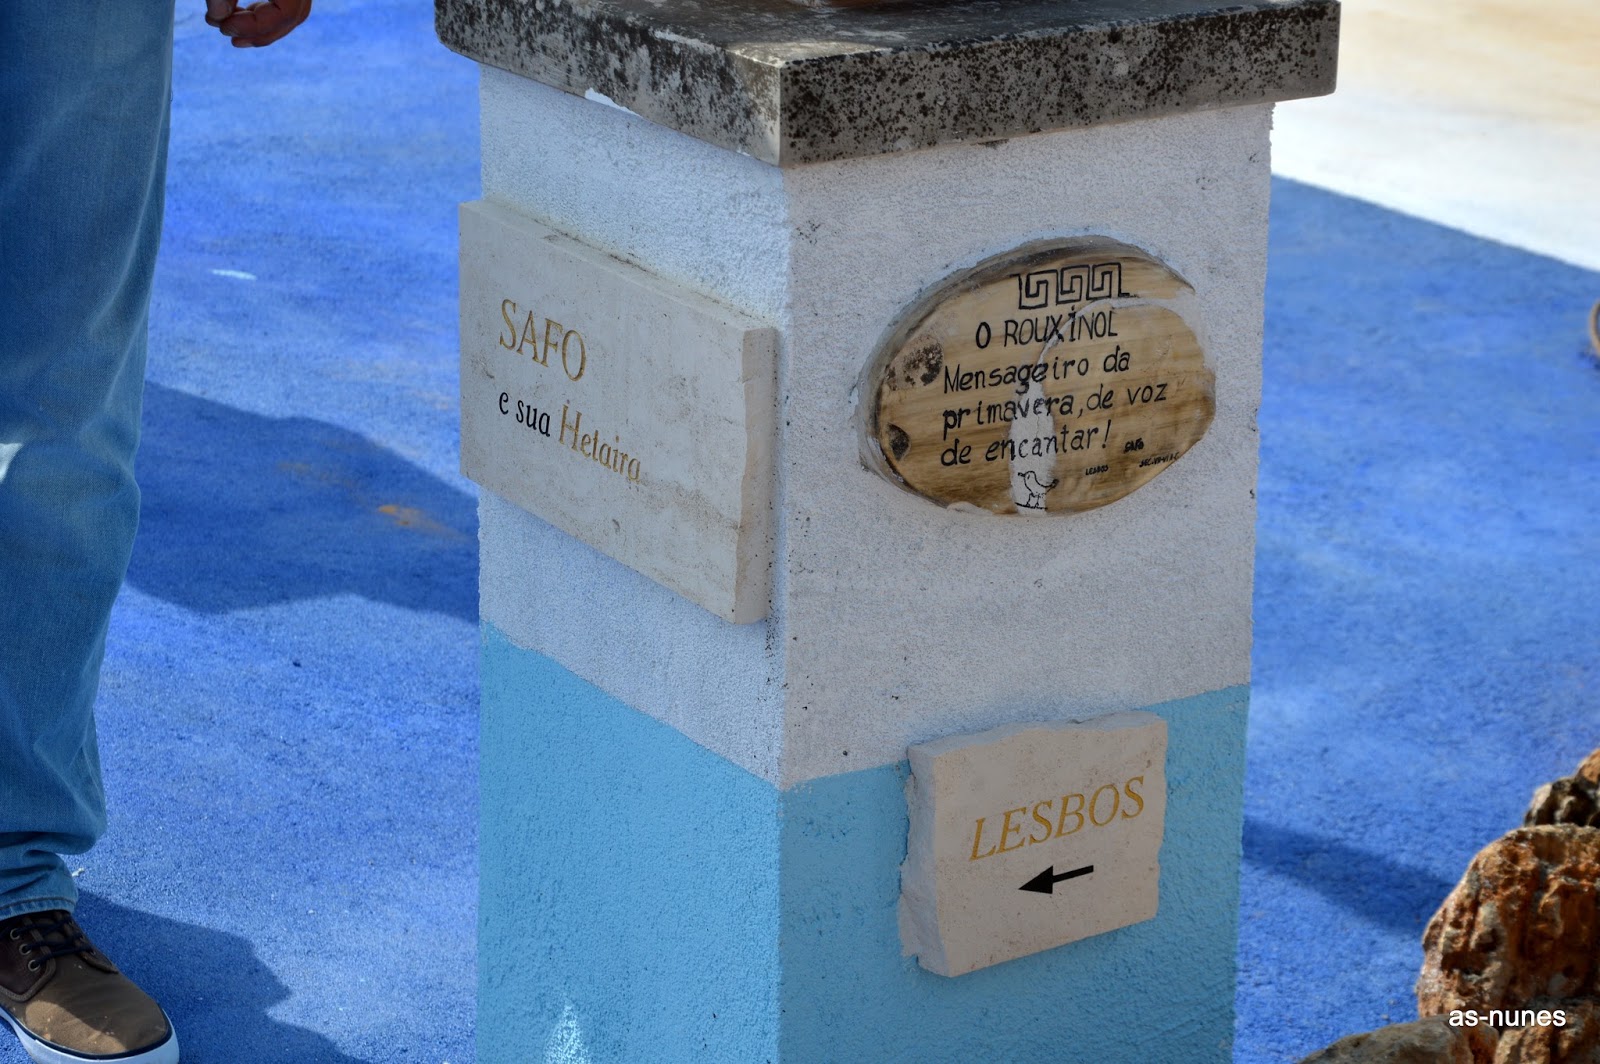 SAFO
e sua Hetaira
O ROUXINOL
Mensageiro da
primavera, de voz
de encantar!
SAFO
LESBOS
LESBOS
as-nunes